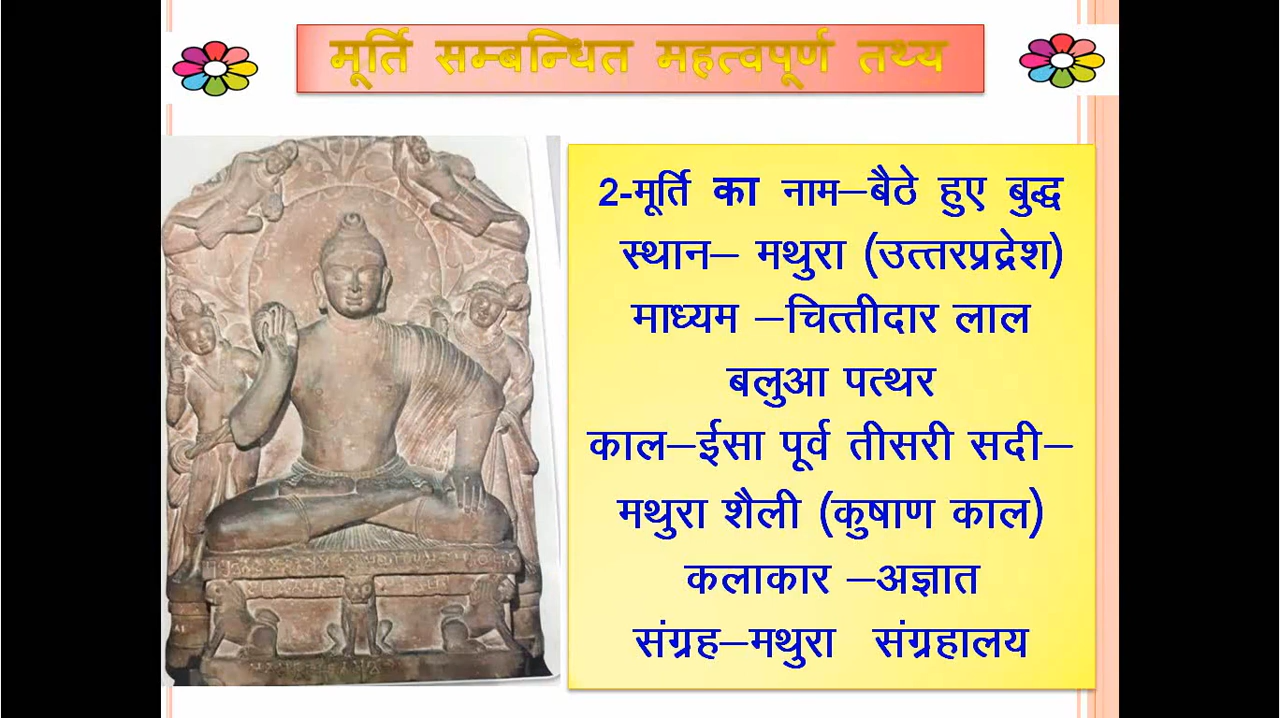 मूर्ति सम्बन्धित महत्वपूर्ण तथ्य
2-मूर्ति का नाम–बैठे हुए बुद्ध
स्थान– मथुरा (उत्तरप्रद्रेश)
माध्यम –चित्तीदार लाल
बलुआ पत्थर
काल–ईसा पूर्व तीसरी सदी–
मथुरा शैली (कुषाण काल)
कलाकार –अज्ञात
संग्रह–मथुरा संग्रहालय